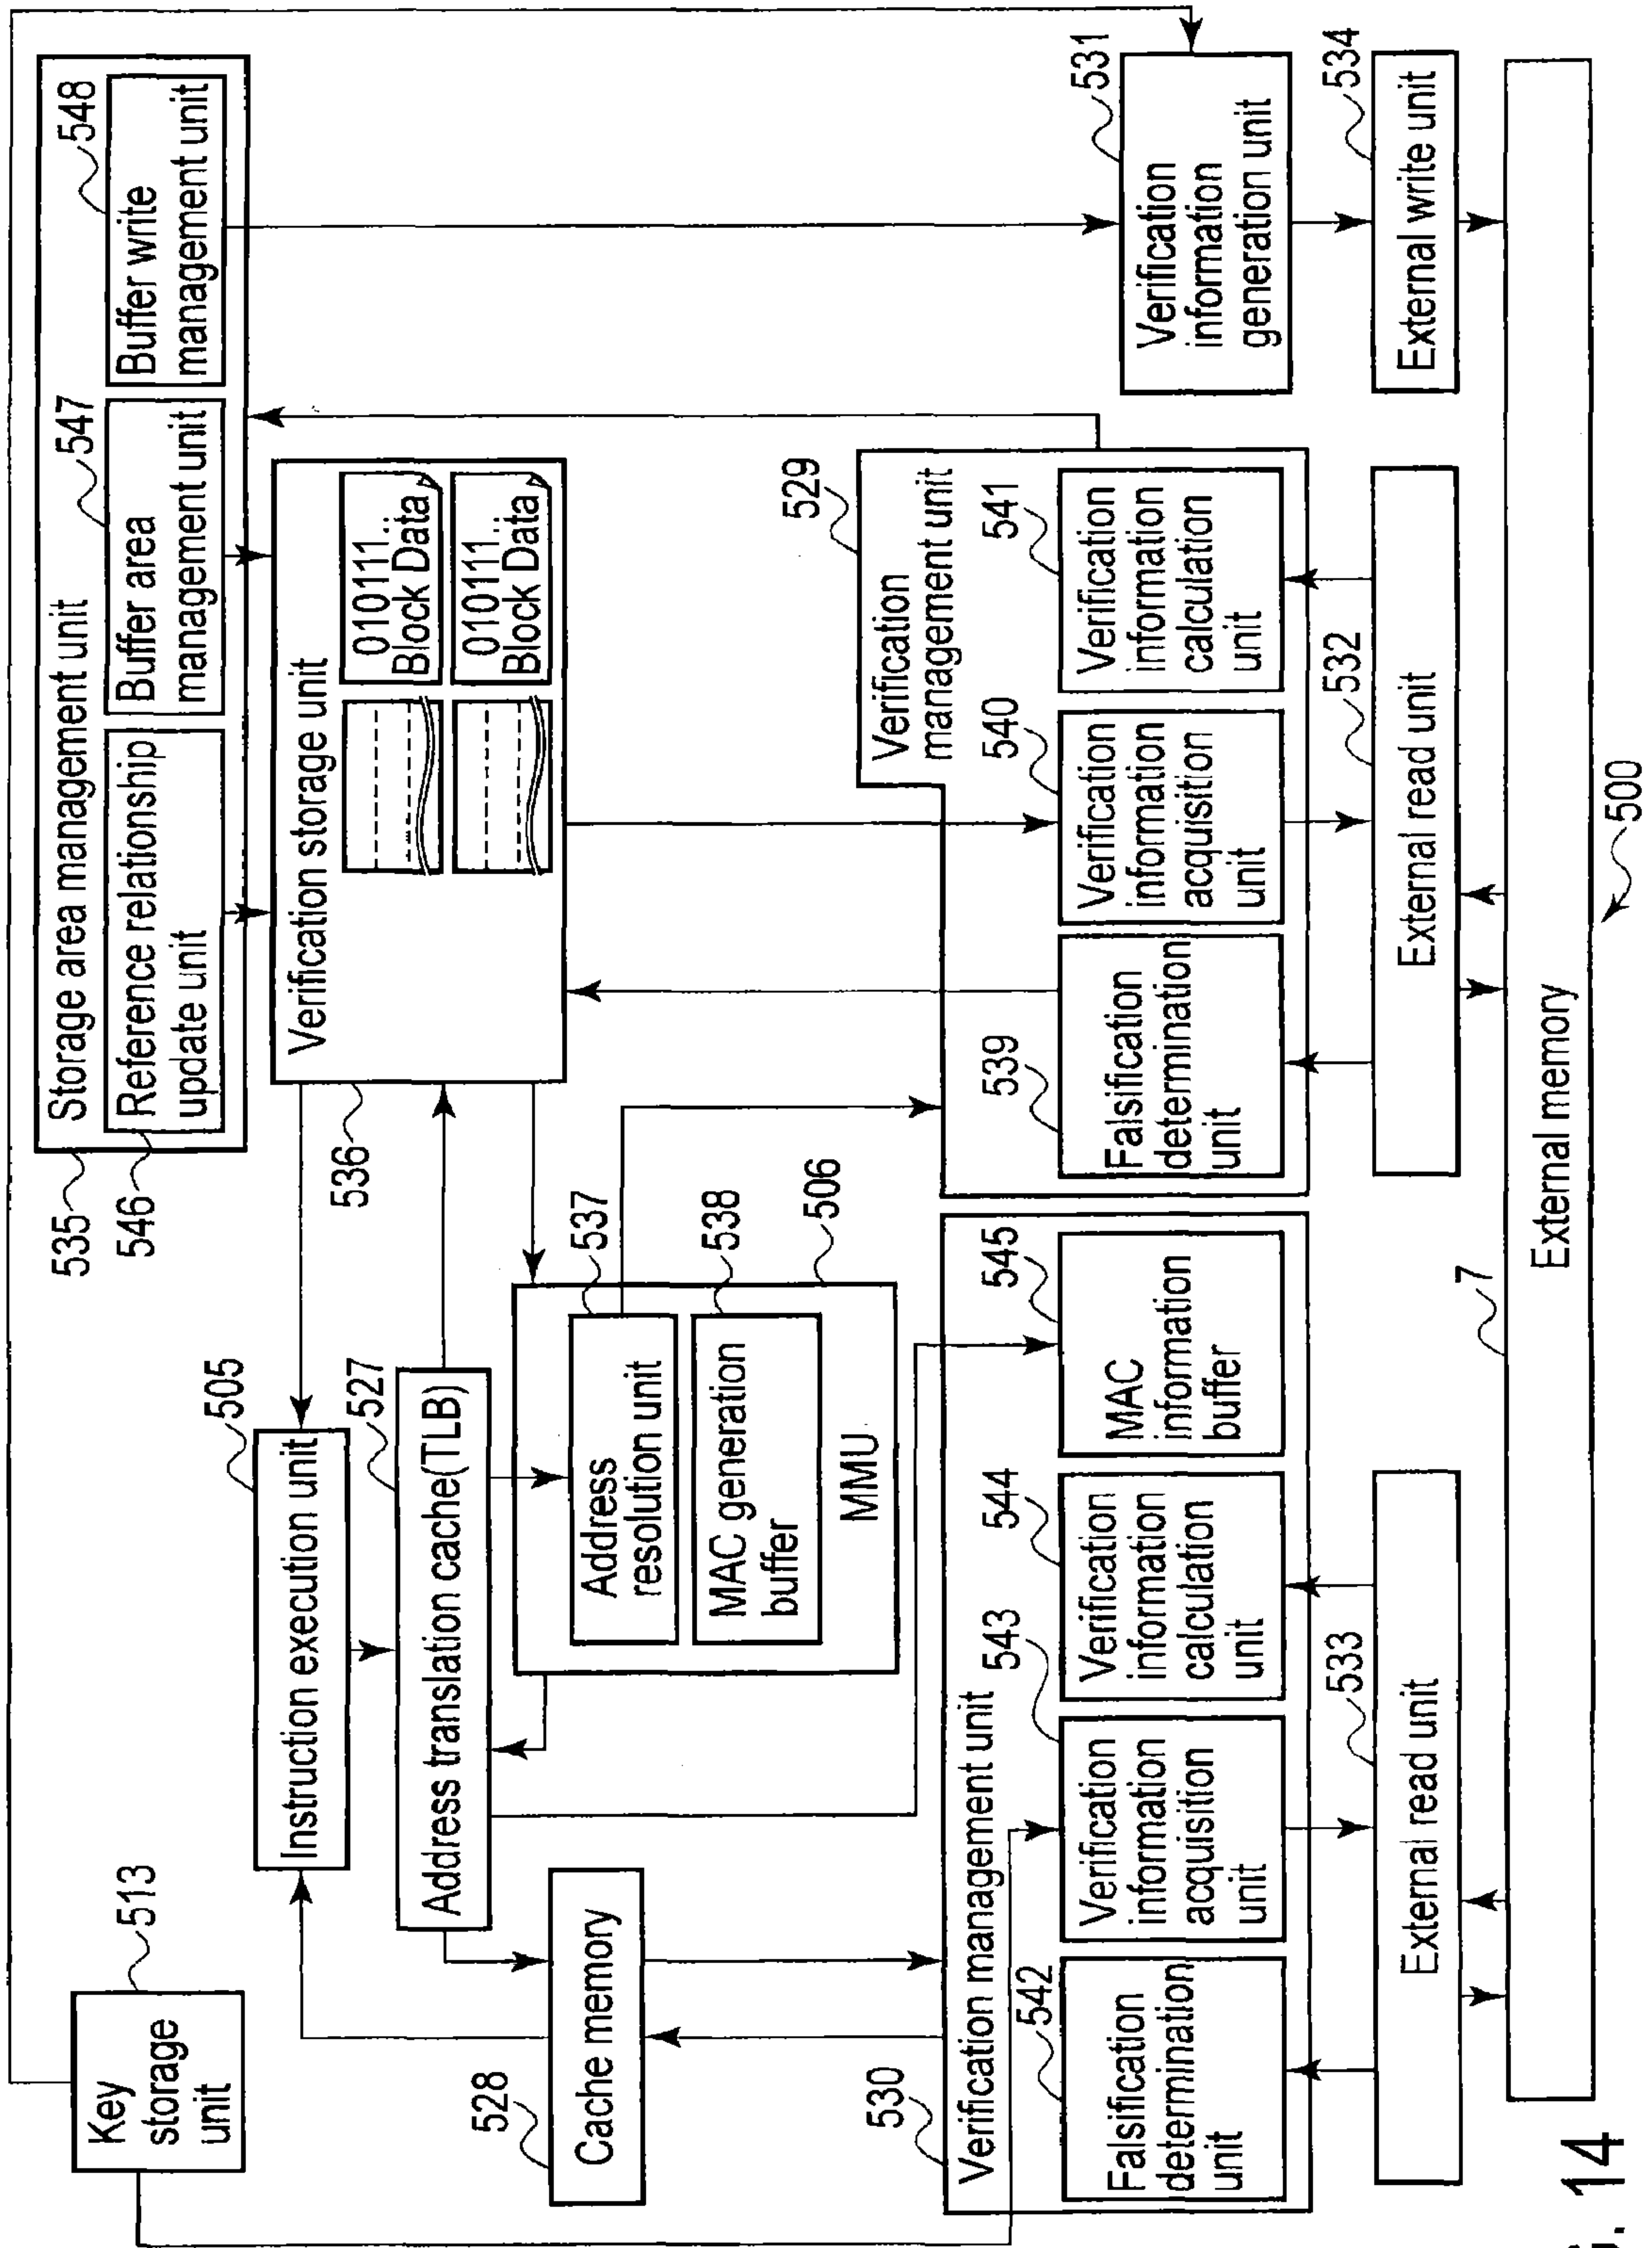 Key
storage
unit
513
535
Storage area management unit
546
Reference relationship
update unit
547
Buffer area
management unit
548
Buffer write
management unit
505
Instruction execution unit
527
Address translation cache(TLB)
536
Verification storage unit
010111..
Block Data
010111..
Block Data
528
Cache memory
537
Address
resolution unit
538
MAC generation
buffer
506
MMU
529
Verification
management unit
530
Verification management unit
542
Falsification
determination
unit
543
Verification
information
acquisition
unit
544
Verification
information
calculation
unit
545
MAC
information
buffer
539
Falsification
determination
unit
540
Verification
information
acquisition
unit
541
Verification
information
calculation
unit
531
Verification
information
generation unit
533
External read unit
532
External read unit
534
External write unit
7
External memory
500
14